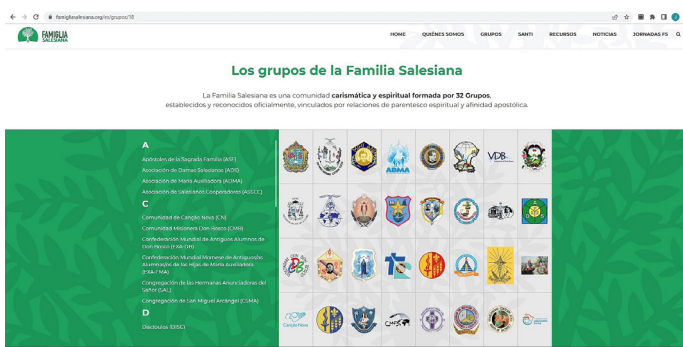 famigliasalesiana.org/es/grupos/18
FAMIGLIA
SALESIANA
HOME QUIÉNES SOMOS GRUPOS SANTI RECURSOS NOTICIAS JORNADAS FS
Los grupos de la Familia Salesiana
La Familia Salesiana es una comunidad carismática y espiritual formada por 32 Grupos,
establecidos y reconocidos oficialmente, vinculados por relaciones de parentesco espiritual y afinidad apostólica.
A
Apóstoles de la Sagrada Familia (ASF)
Asociación de Damas Salesianas (ADS)
Asociación de María Auxiliadora (ADMA)
Asociación de Salesianos Cooperadores (ASSCC)
C
Comunidad de Canção Nova (CN)
Comunidad Misionera Don Bosco (CMB)
Confederación Mundial de Antiguos Alumnos de
Don Bosco (EXA-DB)
Confederación Mundial Mornese de Antiguos/as
Alumnos/as de las Hijas de María Auxiliadora
(EXA-FMA)
Congregación de las Hermanas Anunciadoras del
Señor (SAL)
Congregación de San Miguel Arcángel (CSMA)
D
Discípulos (DISC)
ADMA
VDB
Canção Nova